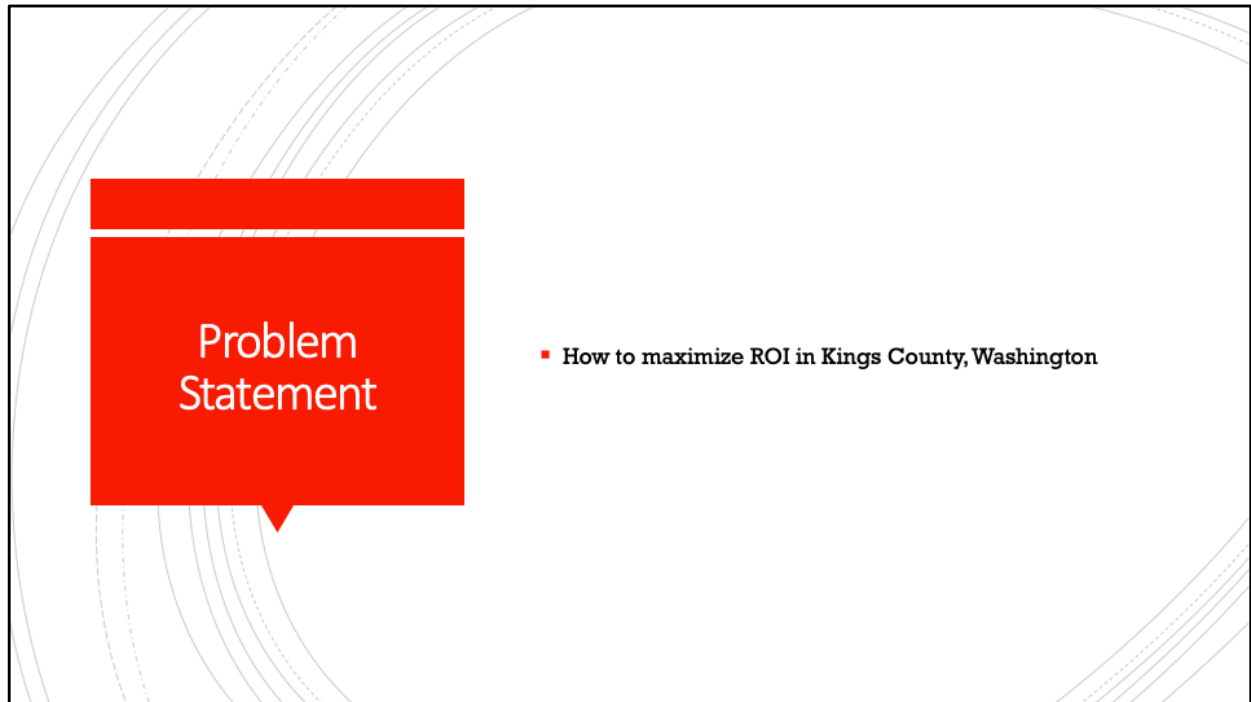 Problem
Statement
▪ How to maximize ROI in Kings County, Washington